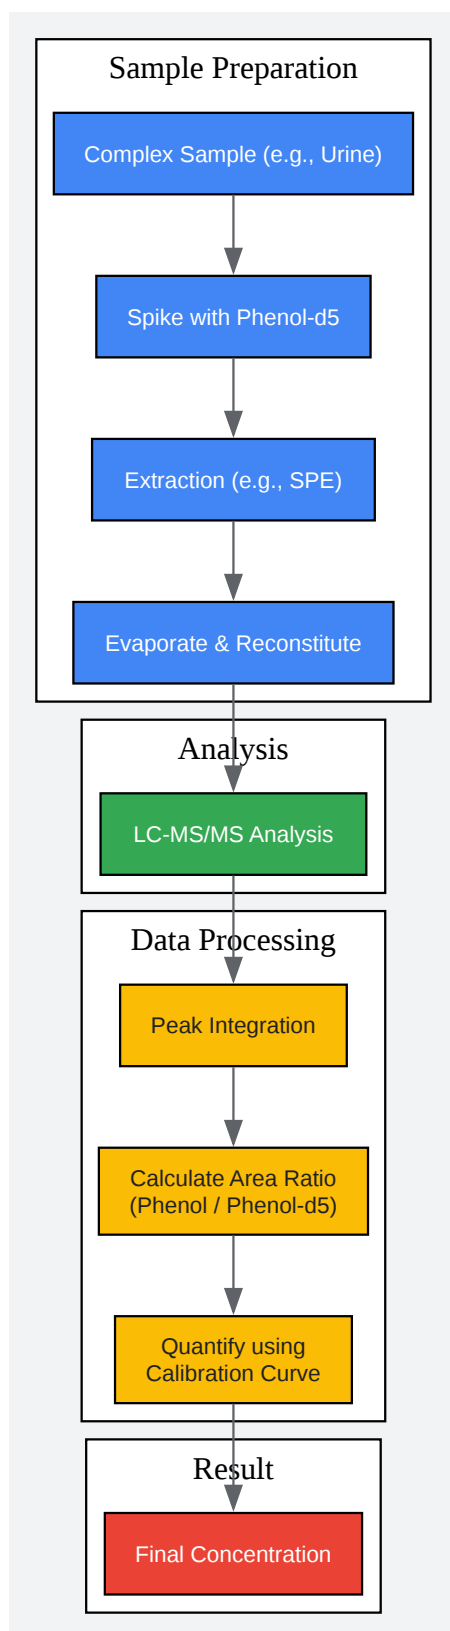 Sample Preparation
Complex Sample (e.g., Urine)
Spike with Phenol-d5
Extraction (e.g., SPE)
Evaporate & Reconstitute
Analysis
LC-MS/MS Analysis
Data Processing
Peak Integration
Calculate Area Ratio
(Phenol / Phenol-d5)
Quantify using
Calibration Curve
Result
Final Concentration